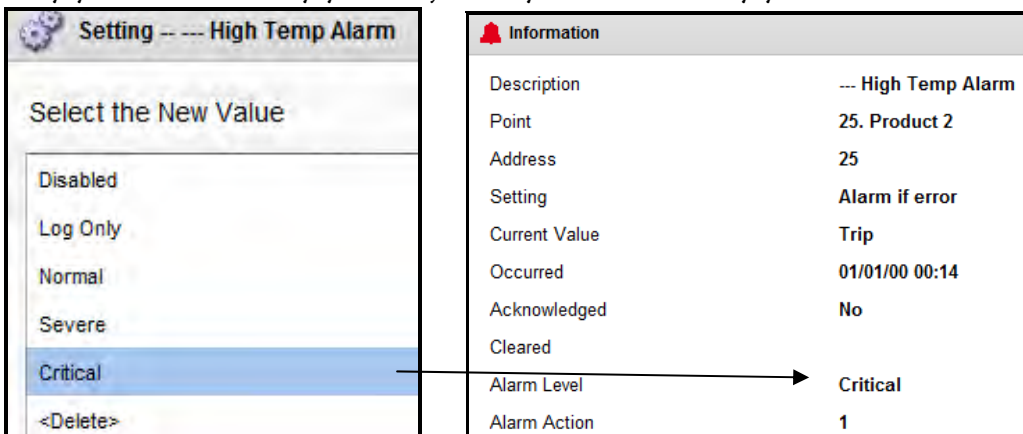 Setting -- --- High Temp Alarm
Select the New Value
Disabled
Log Only
Normal
Severe
Critical
<Delete>
Information
Description --- High Temp Alarm
Point 25. Product 2
Address 25
Setting Alarm if error
Current Value Trip
Occurred 01/01/00 00:14
Acknowledged No
Cleared
Alarm Level Critical
Alarm Action 1